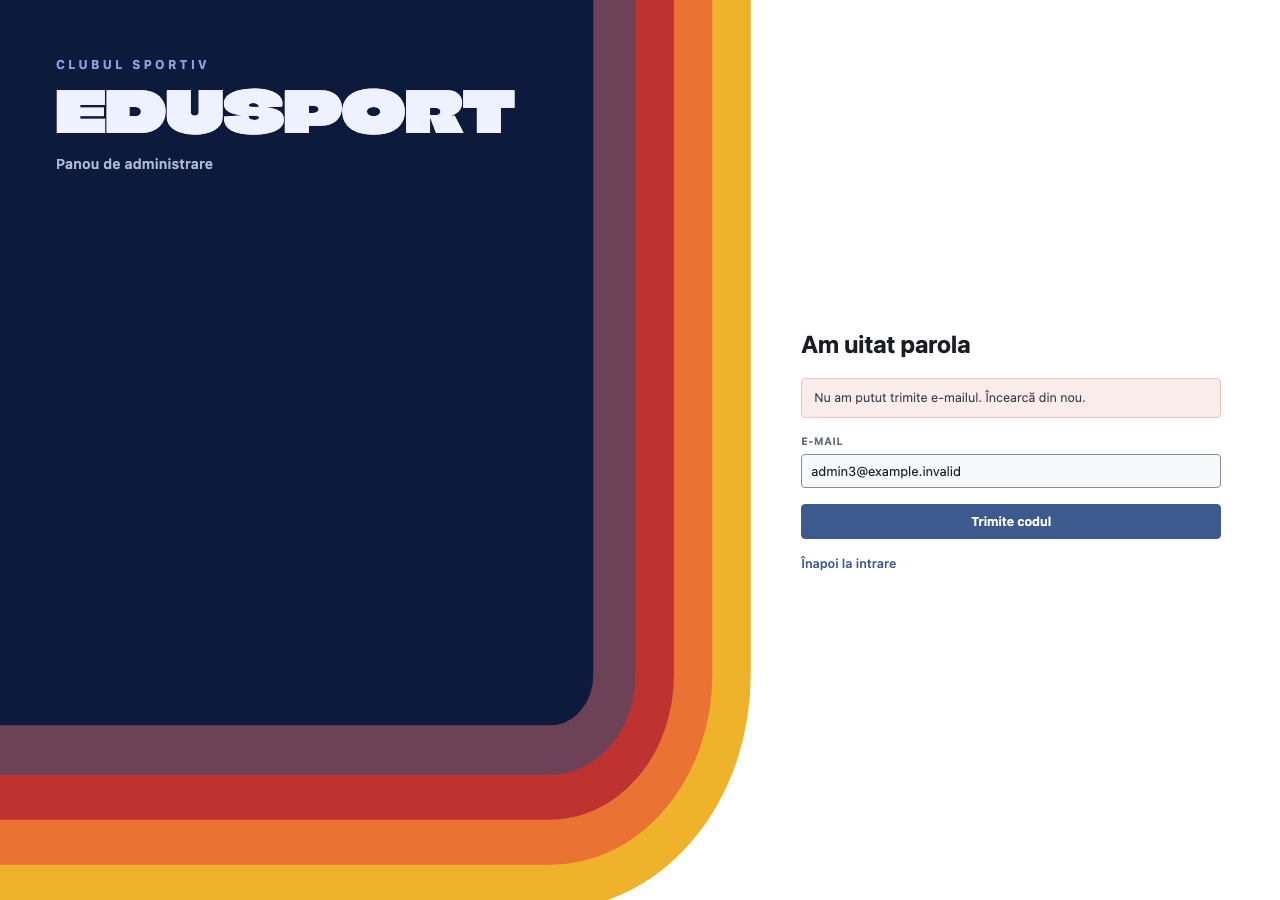 CLUBUL SPORTIV
EDUSPORT
Panou de administrare
Am uitat parola
Nu am putut trimite e-mailul. Încearcă din nou.
E-MAIL
admin3@example.invalid
Trimite codul
Înapoi la intrare